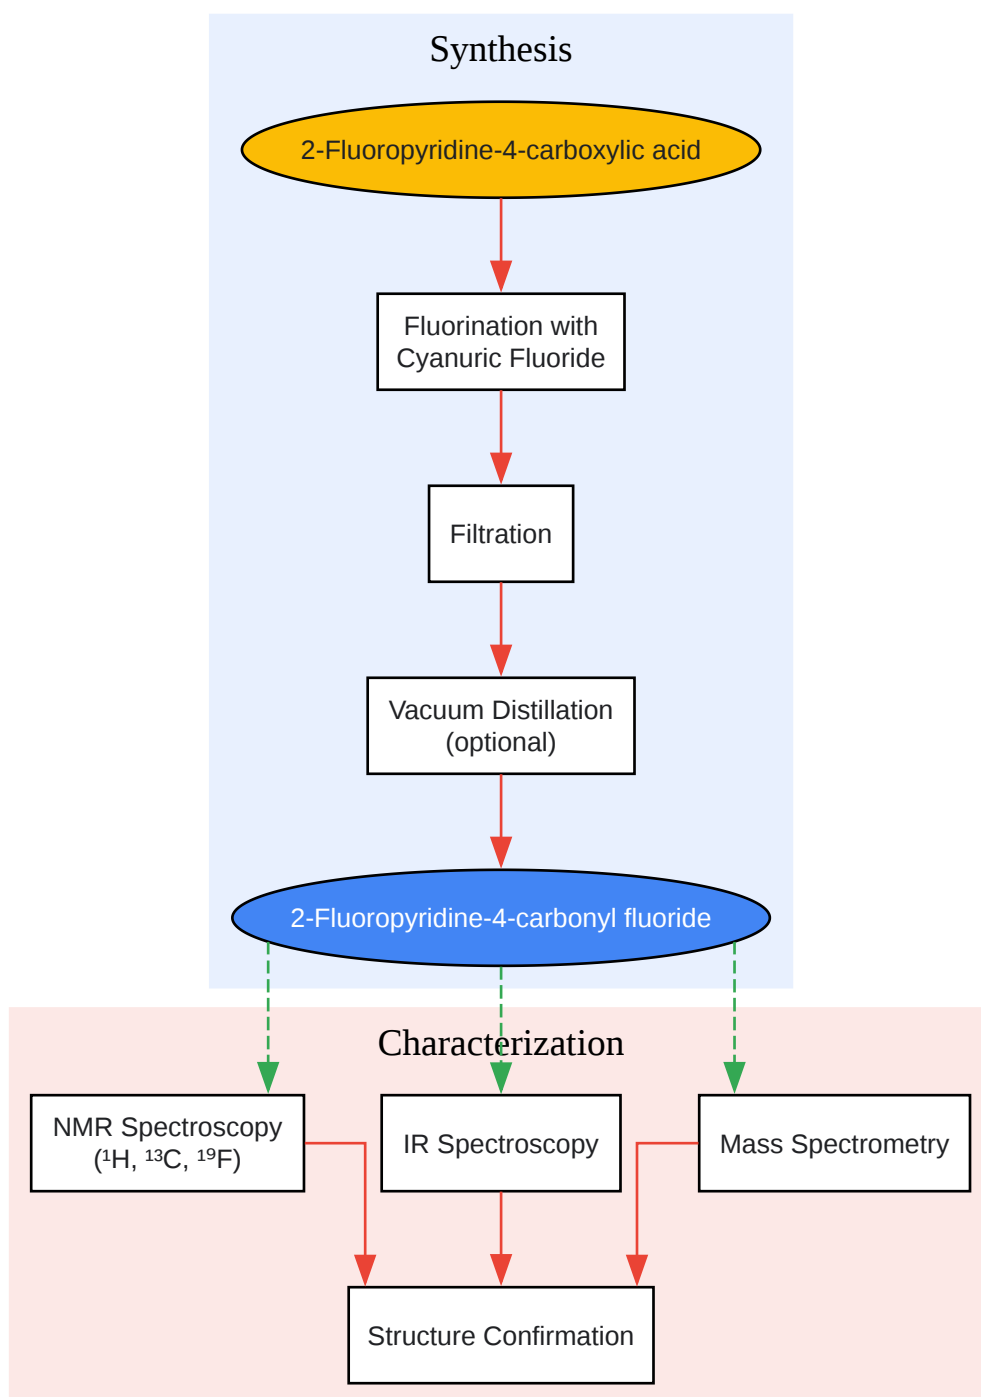 Synthesis
2-Fluoropyridine-4-carboxylic acid
Fluorination with
Cyanuric Fluoride
Filtration
Vacuum Distillation
(optional)
2-Fluoropyridine-4-carbonyl fluoride
Characterization
NMR Spectroscopy
(¹H, ¹³C, ¹⁹F)
IR Spectroscopy
Mass Spectrometry
Structure Confirmation